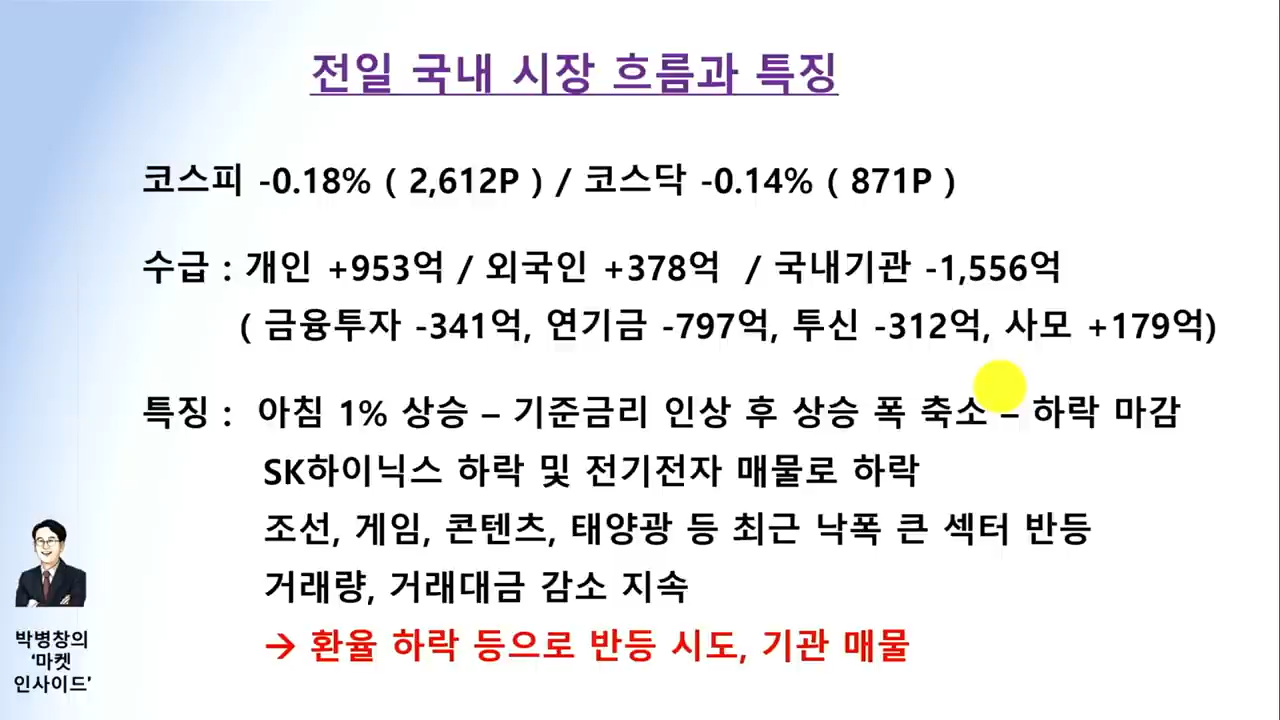 전일 국내 시장 흐름과 특징
코스피 -0.18% ( 2,612P ) / 코스닥 -0.14% ( 871P )
수급 : 개인 +953억 / 외국인 +378억 / 국내기관 -1,556억
( 금융투자 -341억, 연기금 -797억, 투신 -312억, 사모 +179억)
특징 : 아침 1% 상승 – 기준금리 인상 후 상승 폭 축소 – 하락 마감
SK하이닉스 하락 및 전기전자 매물로 하락
조선, 게임, 콘텐츠, 태양광 등 최근 낙폭 큰 섹터 반등
거래량, 거래대금 감소 지속
→ 환율 하락 등으로 반등 시도, 기관 매물
박병창의
‘마켓
인사이드’